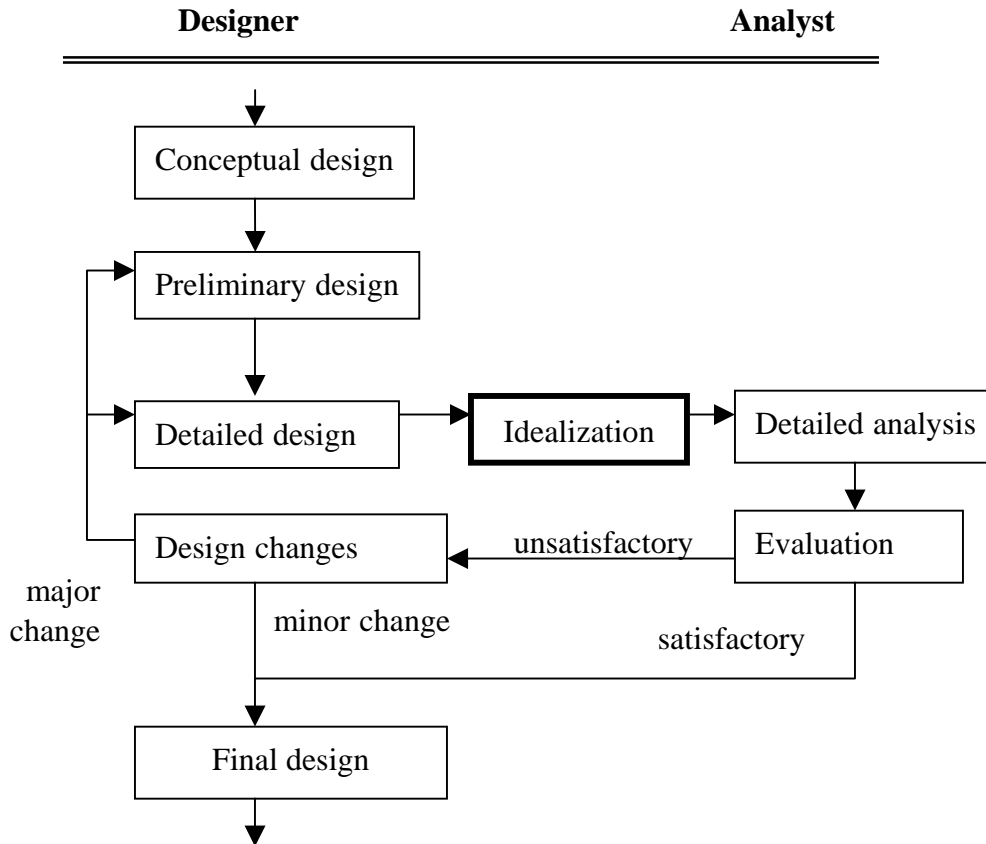 Designer
Analyst
Conceptual design
Preliminary design
Detailed design
Idealization
Detailed analysis
Design changes
unsatisfactory
Evaluation
major
change
minor change
satisfactory
Final design